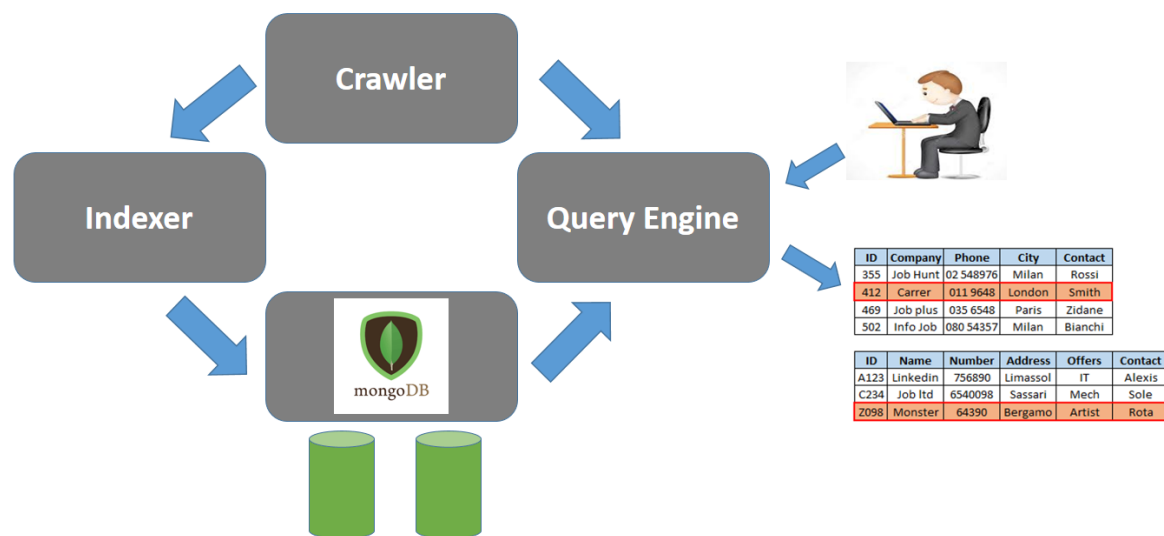 Crawler
Indexer
Query Engine
mongoDB
ID Company Phone City Contact
355 Job Hunt 02 548976 Milan Rossi
412 Carrer 011 9648 London Smith
469 Job plus 035 6548 Paris Zidane
502 Info Job 080 54357 Milan Bianchi
ID Name Number Address Offers Contact
A123 Linkedin 756890 Limassol IT Alexis
C234 Job ltd 6540098 Sassari Mech Sole
Z098 Monster 64390 Bergamo Artist Rota